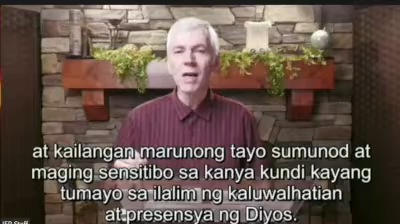 at kailangan marunong tayo sumunod at
maging sensitibo sa kanya kundi kayang
tumayo sa ilalim ng kaluwalhatian
at presensya ng Diyos.